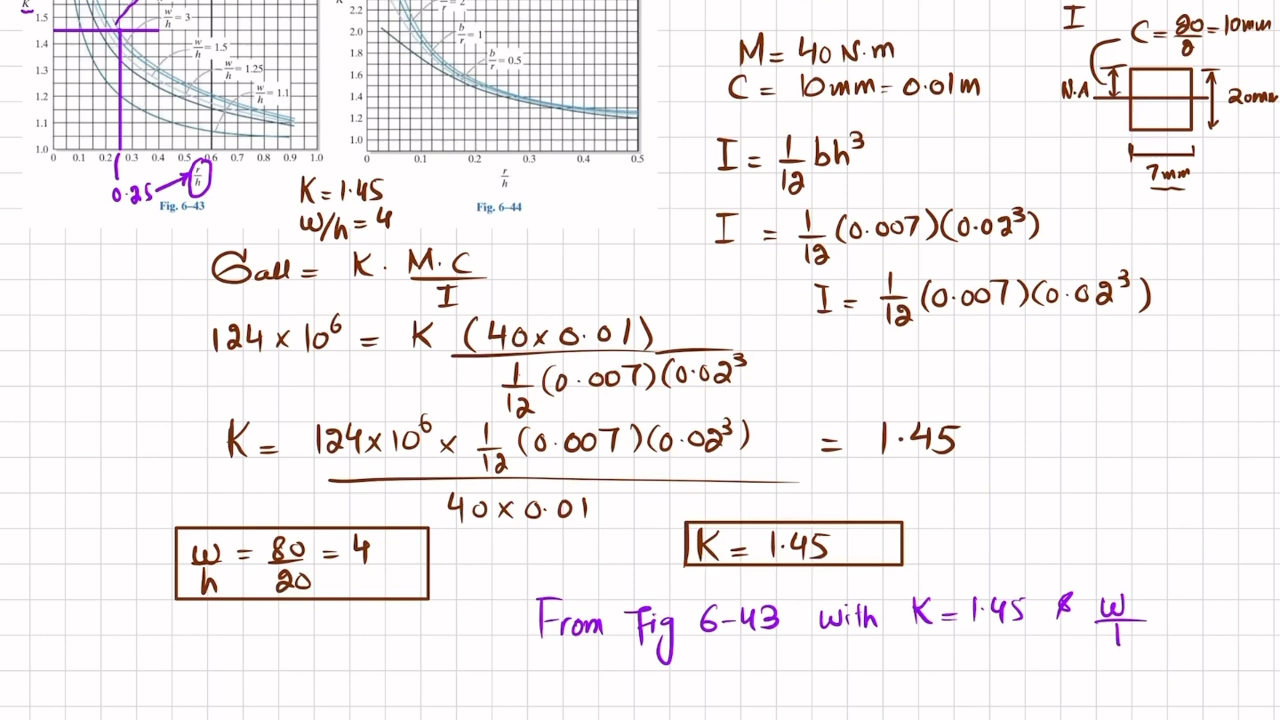 K
1.5
1.4
1.3
1.2
1.1
1.0
w/h = 3
w/h = 1.5
w/h = 1.25
w/h = 1.1
0 0.1 0.2 0.3 0.4 0.5 0.6 0.7 0.8 0.9 1.0
r/h
0.25
Fig. 6–43
K.
2.2
2.0
1.8
1.6
1.4
1.2
1.0
= 2
b/r = 1
b/r = 0.5
0 0.1 0.2 0.3 0.4 0.5
r/h
Fig. 6–44
K = 1.45
w/h = 4
M = 40 N.m
C = 10mm = 0.01m
I
C = 20/2 = 10mm
N.A
20mm
7mm
I = 1/12 bh³
I = 1/12 (0.007)(0.02³)
I = 1/12 (0.007)(0.02³)
σall = K . M.C / I
124 × 10⁶ = K (40 × 0.01) / 1/12 (0.007)(0.02³
K = 124 × 10⁶ × 1/12 (0.007)(0.02³) / 40 × 0.01 = 1.45
w/h = 80/20 = 4
K = 1.45
From Fig 6-43 with K = 1.45 & w/